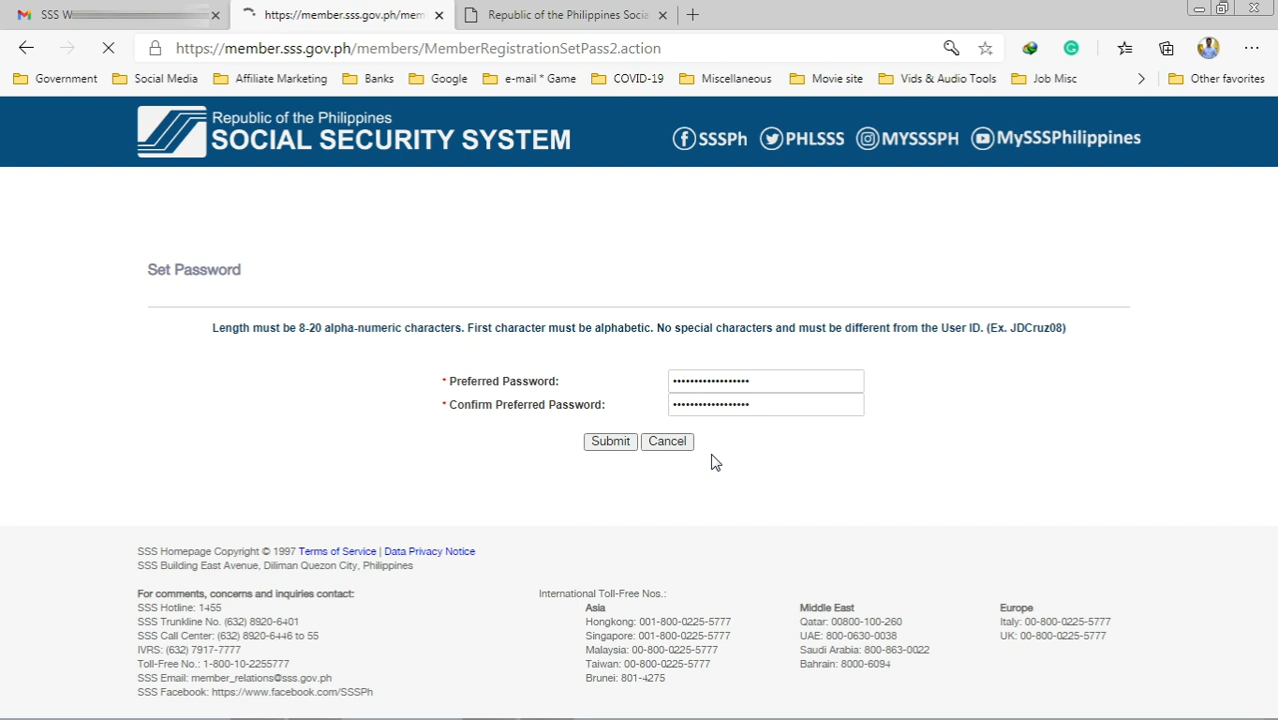 SSS W
https://member.sss.gov.ph/mem
Republic of the Philippines Socia
https://member.sss.gov.ph/members/MemberRegistrationSetPass2.action
Government Social Media Affiliate Marketing Banks Google e-mail * Game COVID-19 Miscellaneous Movie site Vids & Audio Tools Job Misc Other favorites
Republic of the Philippines
SOCIAL SECURITY SYSTEM
SSSPh PHLSSS MYSSSPH MySSSPhilippines
Set Password
Length must be 8-20 alpha-numeric characters. First character must be alphabetic. No special characters and must be different from the User ID. (Ex. JDCruz08)
* Preferred Password: ••••••••••••••••••
* Confirm Preferred Password: ••••••••••••••••••
Submit Cancel
SSS Homepage Copyright © 1997 Terms of Service | Data Privacy Notice
SSS Building East Avenue, Diliman Quezon City, Philippines
For comments, concerns and inquiries contact:
SSS Hotline: 1455
SSS Trunkline No. (632) 8920-6401
SSS Call Center: (632) 8920-6446 to 55
IVRS: (632) 7917-7777
Toll-Free No.: 1-800-10-2255777
SSS Email: member_relations@sss.gov.ph
SSS Facebook: https://www.facebook.com/SSSPh
International Toll-Free Nos.:
Asia
Hongkong: 001-800-0225-5777
Singapore: 001-800-0225-5777
Malaysia: 00-800-0225-5777
Taiwan: 00-800-0225-5777
Brunei: 801-4275
Middle East
Qatar: 00800-100-260
UAE: 800-0630-0038
Saudi Arabia: 800-863-0022
Bahrain: 8000-6094
Europe
Italy: 00-800-0225-5777
UK: 00-800-0225-5777